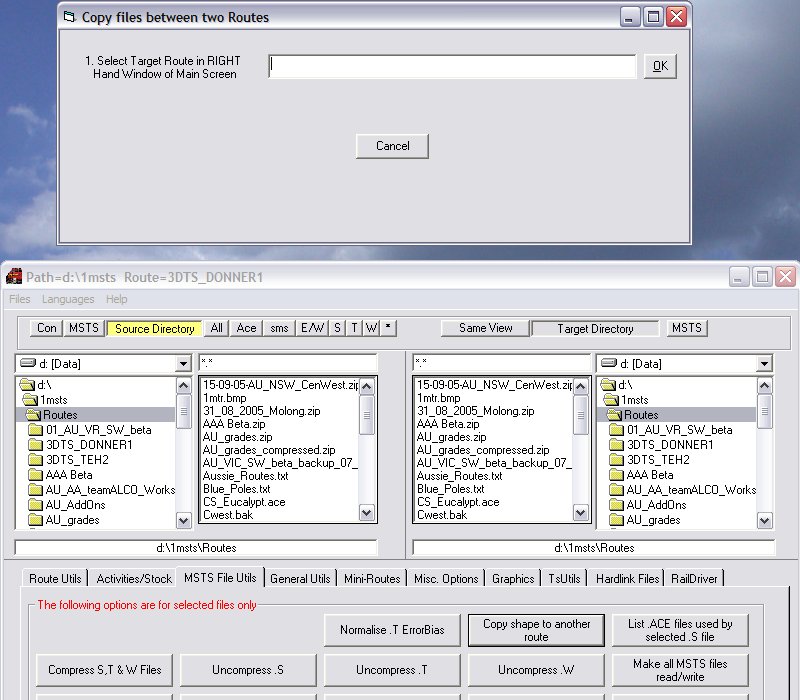 Copy files between two Routes
1. Select Target Route in RIGHT
Hand Window of Main Screen
OK
Cancel
Path=d:\1msts Route=3DTS_DONNER1
Files Languages Help
Con MSTS Source Directory All Ace sms E/W S T W * Same View Target Directory MSTS
d: [Data] *.* *.* d: [Data]
d:\
1msts
Routes
01_AU_VR_SW_beta
3DTS_DONNER1
3DTS_TEH2
AAA Beta
AU_AA_teamALCO_Works
AU_AddOns
AU_grades
15-09-05-AU_NSW_CenWest.zip
1mtr.bmp
31_08_2005_Molong.zip
AAA Beta.zip
AU_grades.zip
AU_grades_compressed.zip
AU_VIC_SW_beta_backup_07_
Aussie_Routes.txt
Blue_Poles.txt
CS_Eucalypt.ace
Cwest.bak
15-09-05-AU_NSW_CenWest.zip
1mtr.bmp
31_08_2005_Molong.zip
AAA Beta.zip
AU_grades.zip
AU_grades_compressed.zip
AU_VIC_SW_beta_backup_07_
Aussie_Routes.txt
Blue_Poles.txt
CS_Eucalypt.ace
Cwest.bak
d:\
1msts
Routes
01_AU_VR_SW_beta
3DTS_DONNER1
3DTS_TEH2
AAA Beta
AU_AA_teamALCO_Works
AU_AddOns
AU_grades
d:\1msts\Routes d:\1msts\Routes
Route Utils Activities/Stock MSTS File Utils General Utils Mini-Routes Misc. Options Graphics TsUtils Hardlink Files RailDriver
The following options are for selected files only
Normalise .T ErrorBias
Copy shape to another
route
List .ACE files used by
selected .S file
Compress S,T & W Files
Uncompress .S
Uncompress .T
Uncompress .W
Make all MSTS files
read/write